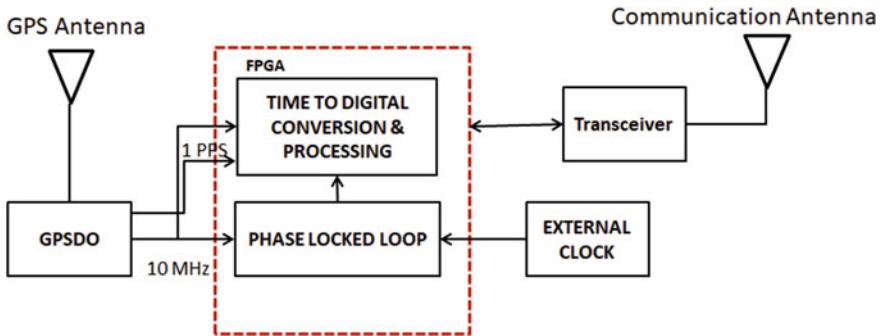 GPS Antenna
Communication Antenna
FPGA
TIME TO DIGITAL
CONVERSION &
PROCESSING
Transceiver
1 PPS
GPSDO
PHASE LOCKED LOOP
EXTERNAL
CLOCK
10 MHz